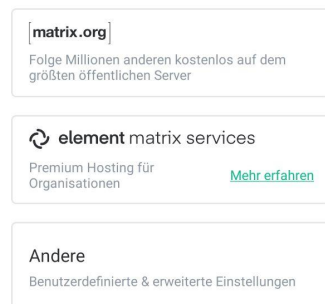 [matrix.org]
Folge Millionen anderen kostenlos auf dem
größten öffentlichen Server
element matrix services
Premium Hosting für
Organisationen
Mehr erfahren
Andere
Benutzerdefinierte & erweiterte Einstellungen